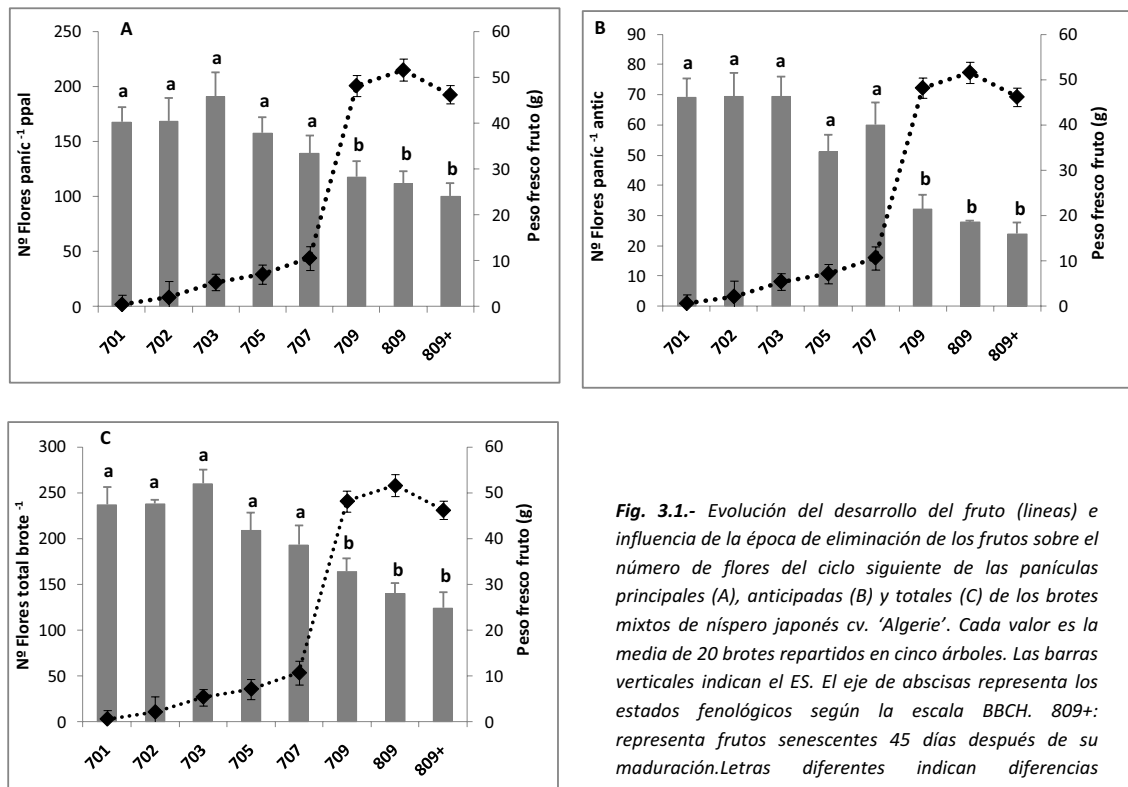 A
Nº Flores paníc -1 ppal
250
200
150
100
50
0
60
50
40
30
20
10
0
Peso fresco fruto (g)
a
a
a
a
a
b
b
b
701
702
703
705
707
709
809
809+
B
Nº Flores paníc -1 antic
90
80
70
60
50
40
30
20
10
0
60
50
40
30
20
10
0
Peso fresco fruto (g)
a
a
a
a
a
b
b
b
701
702
703
705
707
709
809
809+
C
Nº Flores total brote -1
300
250
200
150
100
50
0
60
50
40
30
20
10
0
Peso fresco fruto (g)
a
a
a
a
a
b
b
b
701
702
703
705
707
709
809
809+
Fig. 3.1.- Evolución del desarrollo del fruto (lineas) e
influencia de la época de eliminación de los frutos sobre el
número de flores del ciclo siguiente de las panículas
principales (A), anticipadas (B) y totales (C) de los brotes
mixtos de níspero japonés cv. ‘Algerie’. Cada valor es la
media de 20 brotes repartidos en cinco árboles. Las barras
verticales indican el ES. El eje de abscisas representa los
estados fenológicos según la escala BBCH. 809+:
representa frutos senescentes 45 días después de su
maduración.Letras diferentes indican diferencias